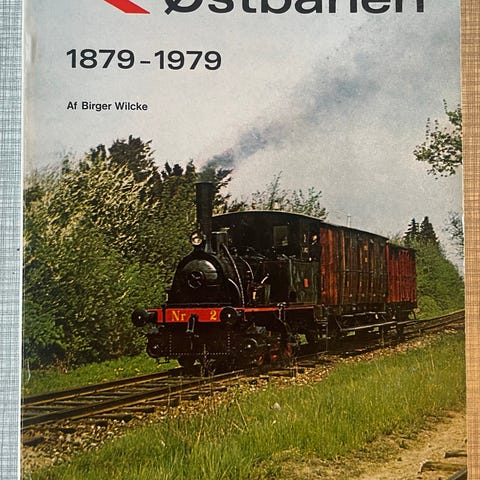 Østbanen
1879-1979
Af Birger Wilcke
Nr 2